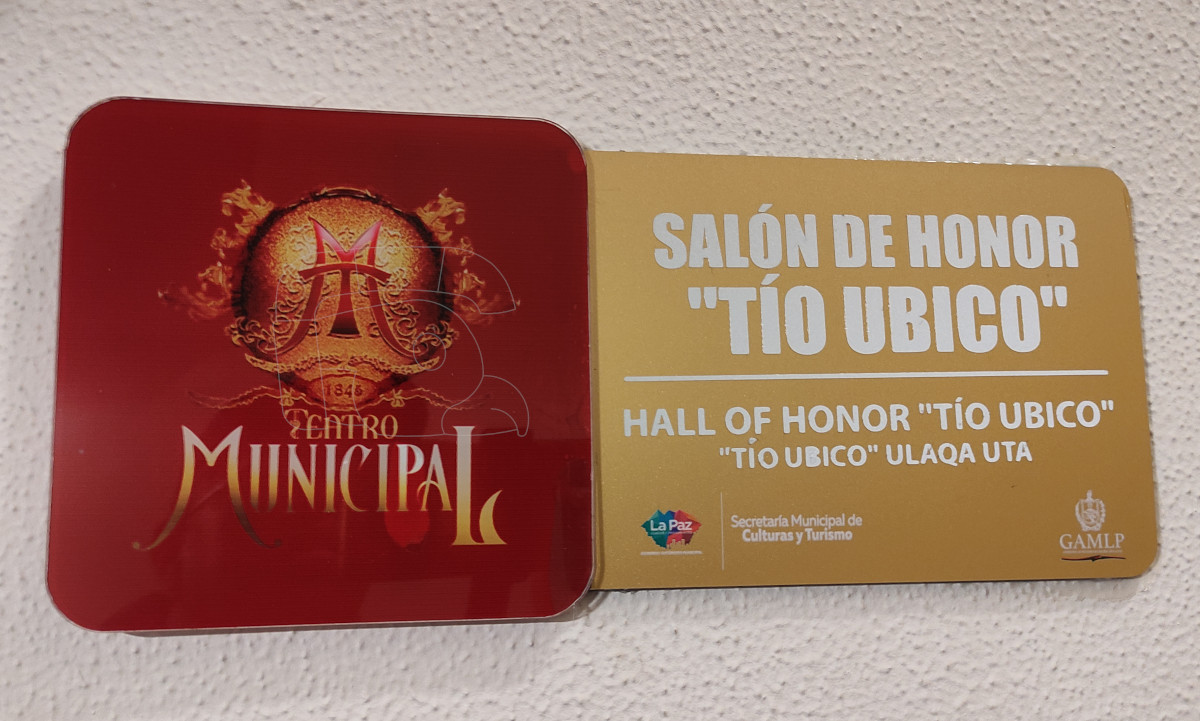 1845
TEATRO
MUNICIPAL
SALÓN DE HONOR
"TÍO UBICO"
HALL OF HONOR "TÍO UBICO"
"TÍO UBICO" ULAQA UTA
La Paz
Secretaría Municipal de
Culturas y Turismo
GAMLP